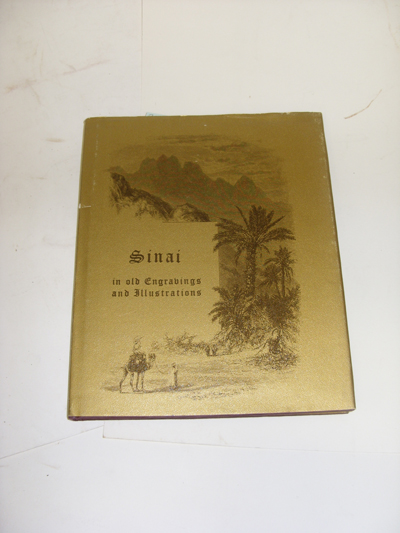 Sinai
in old Engravings
and Illustrations